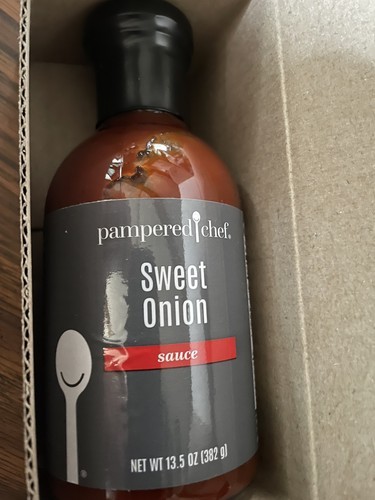 pampered chef®
Sweet
Onion
sauce
®
NET WT 13.5 OZ (382 g)